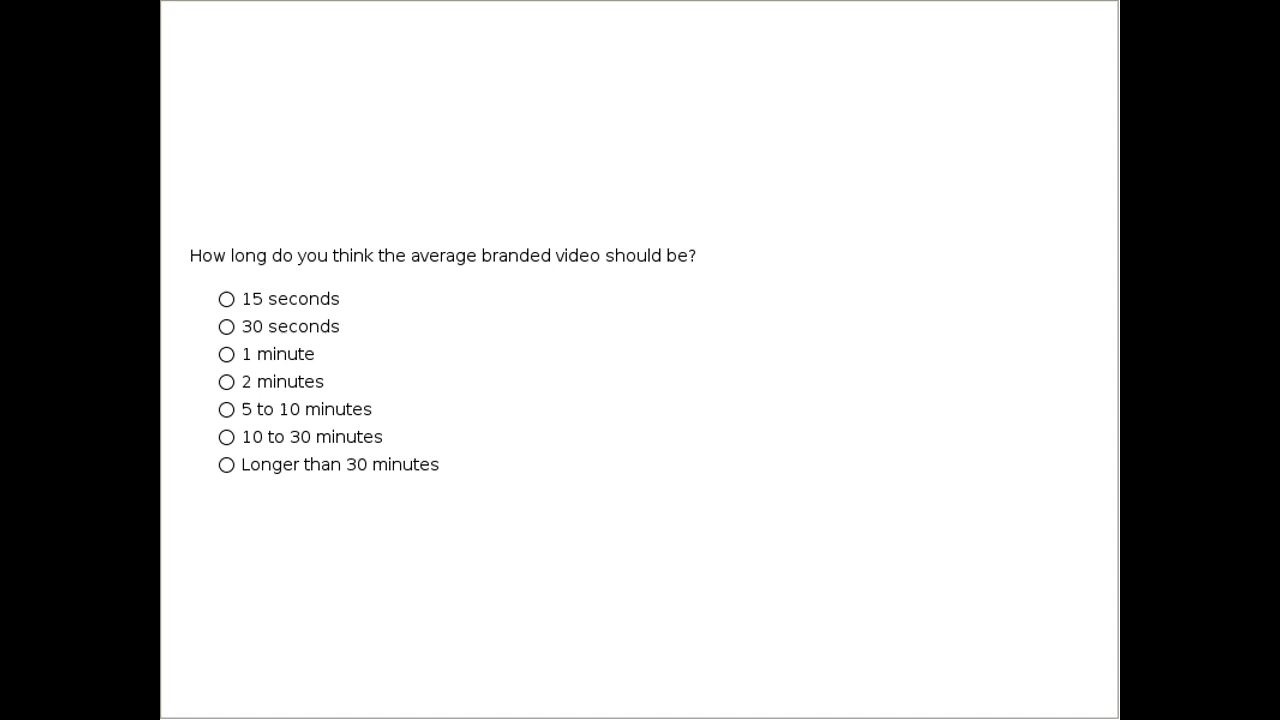 How long do you think the average branded video should be?
15 seconds
30 seconds
1 minute
2 minutes
5 to 10 minutes
10 to 30 minutes
Longer than 30 minutes